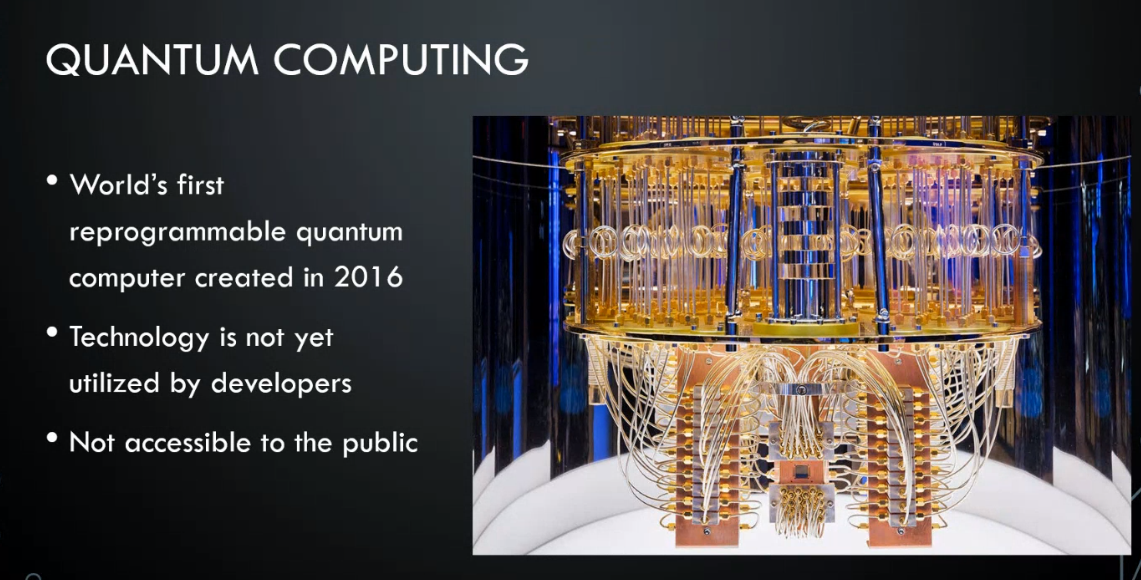 QUANTUM COMPUTING
• World's first
reprogrammable quantum
computer created in 2016
• Technology is not yet
utilized by developers
• Not accessible to the public